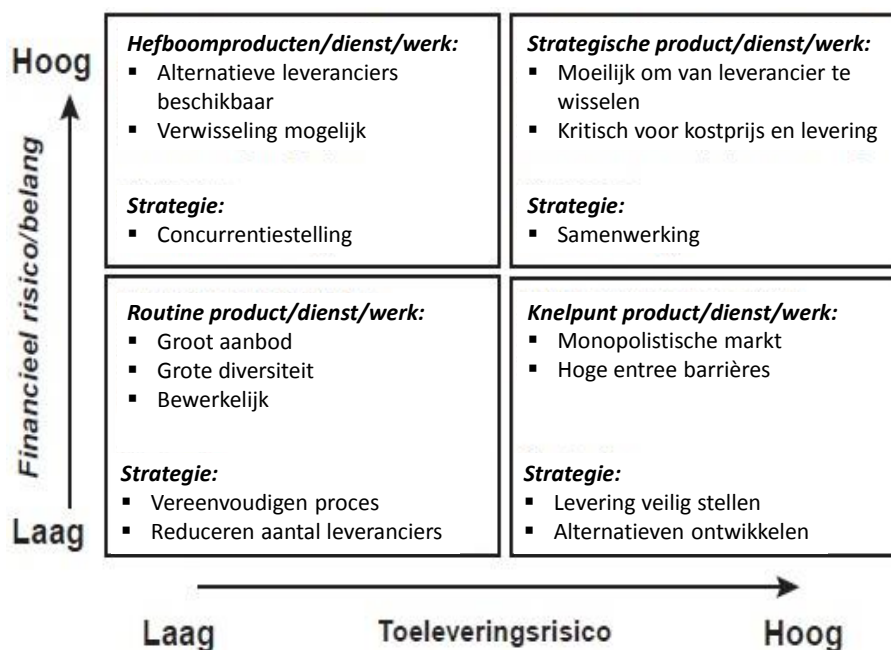 Hoog
Financieel risico/belang
Laag
Hefboomproducten/dienst/werk:
▪ Alternatieve leveranciers
beschikbaar
▪ Verwisseling mogelijk
Strategie:
▪ Concurrentiestelling
Strategische product/dienst/werk:
▪ Moeilijk om van leverancier te
wisselen
▪ Kritisch voor kostprijs en levering
Strategie:
▪ Samenwerking
Routine product/dienst/werk:
▪ Groot aanbod
▪ Grote diversiteit
▪ Bewerkelijk
Strategie:
▪ Vereenvoudigen proces
▪ Reduceren aantal leveranciers
Knelpunt product/dienst/werk:
▪ Monopolistische markt
▪ Hoge entree barrières
Strategie:
▪ Levering veilig stellen
▪ Alternatieven ontwikkelen
Laag
Toeleveringsrisico
Hoog